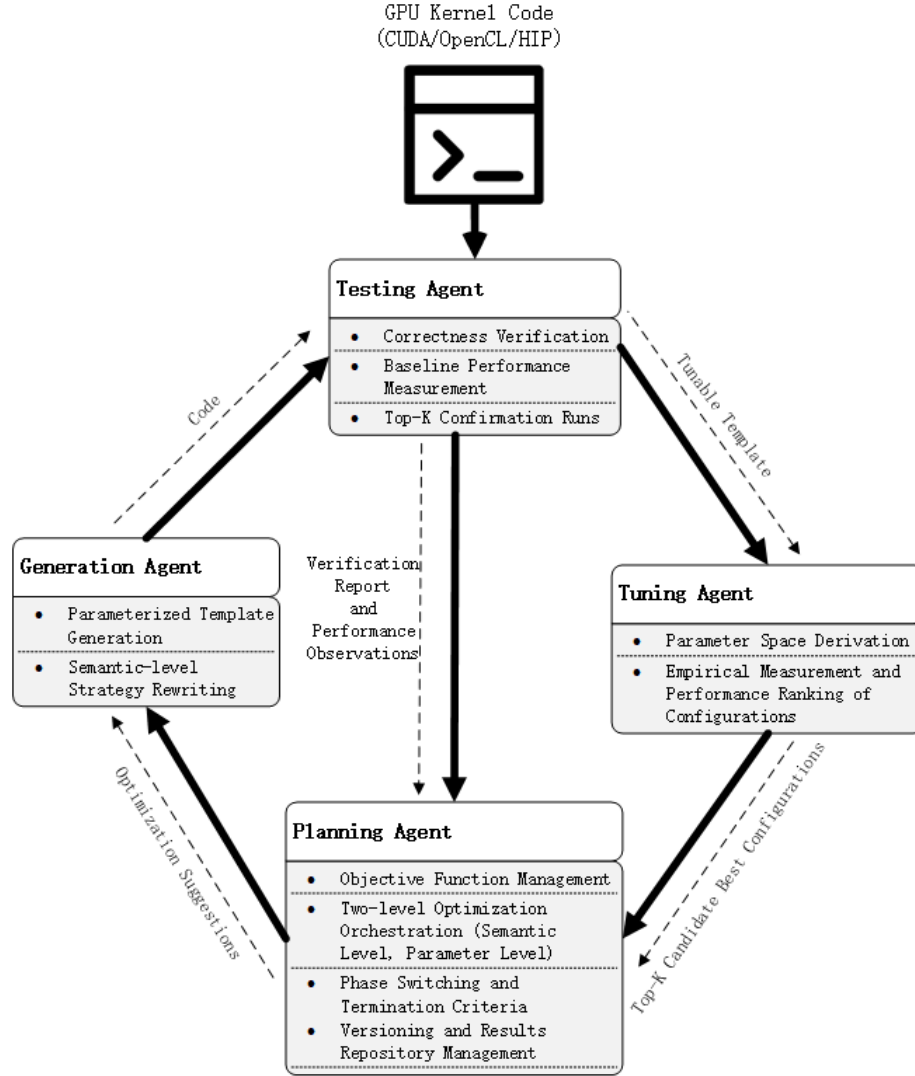 GPU Kernel Code
(CUDA/OpenCL/HIP)
Testing Agent
• Correctness Verification
• Baseline Performance
Measurement
• Top-K Confirmation Runs
Code
Tunable Template
Generation Agent
• Parameterized Template
Generation
• Semantic-level
Strategy Rewriting
Verification
Report
and
Performance
Observations
Tuning Agent
• Parameter Space Derivation
• Empirical Measurement and
Performance Ranking of
Configurations
Optimization Suggestions
Top-K Candidate Best Configurations
Planning Agent
• Objective Function Management
• Two-level Optimization
Orchestration (Semantic
Level, Parameter Level)
• Phase Switching and
Termination Criteria
• Versioning and Results
Repository Management